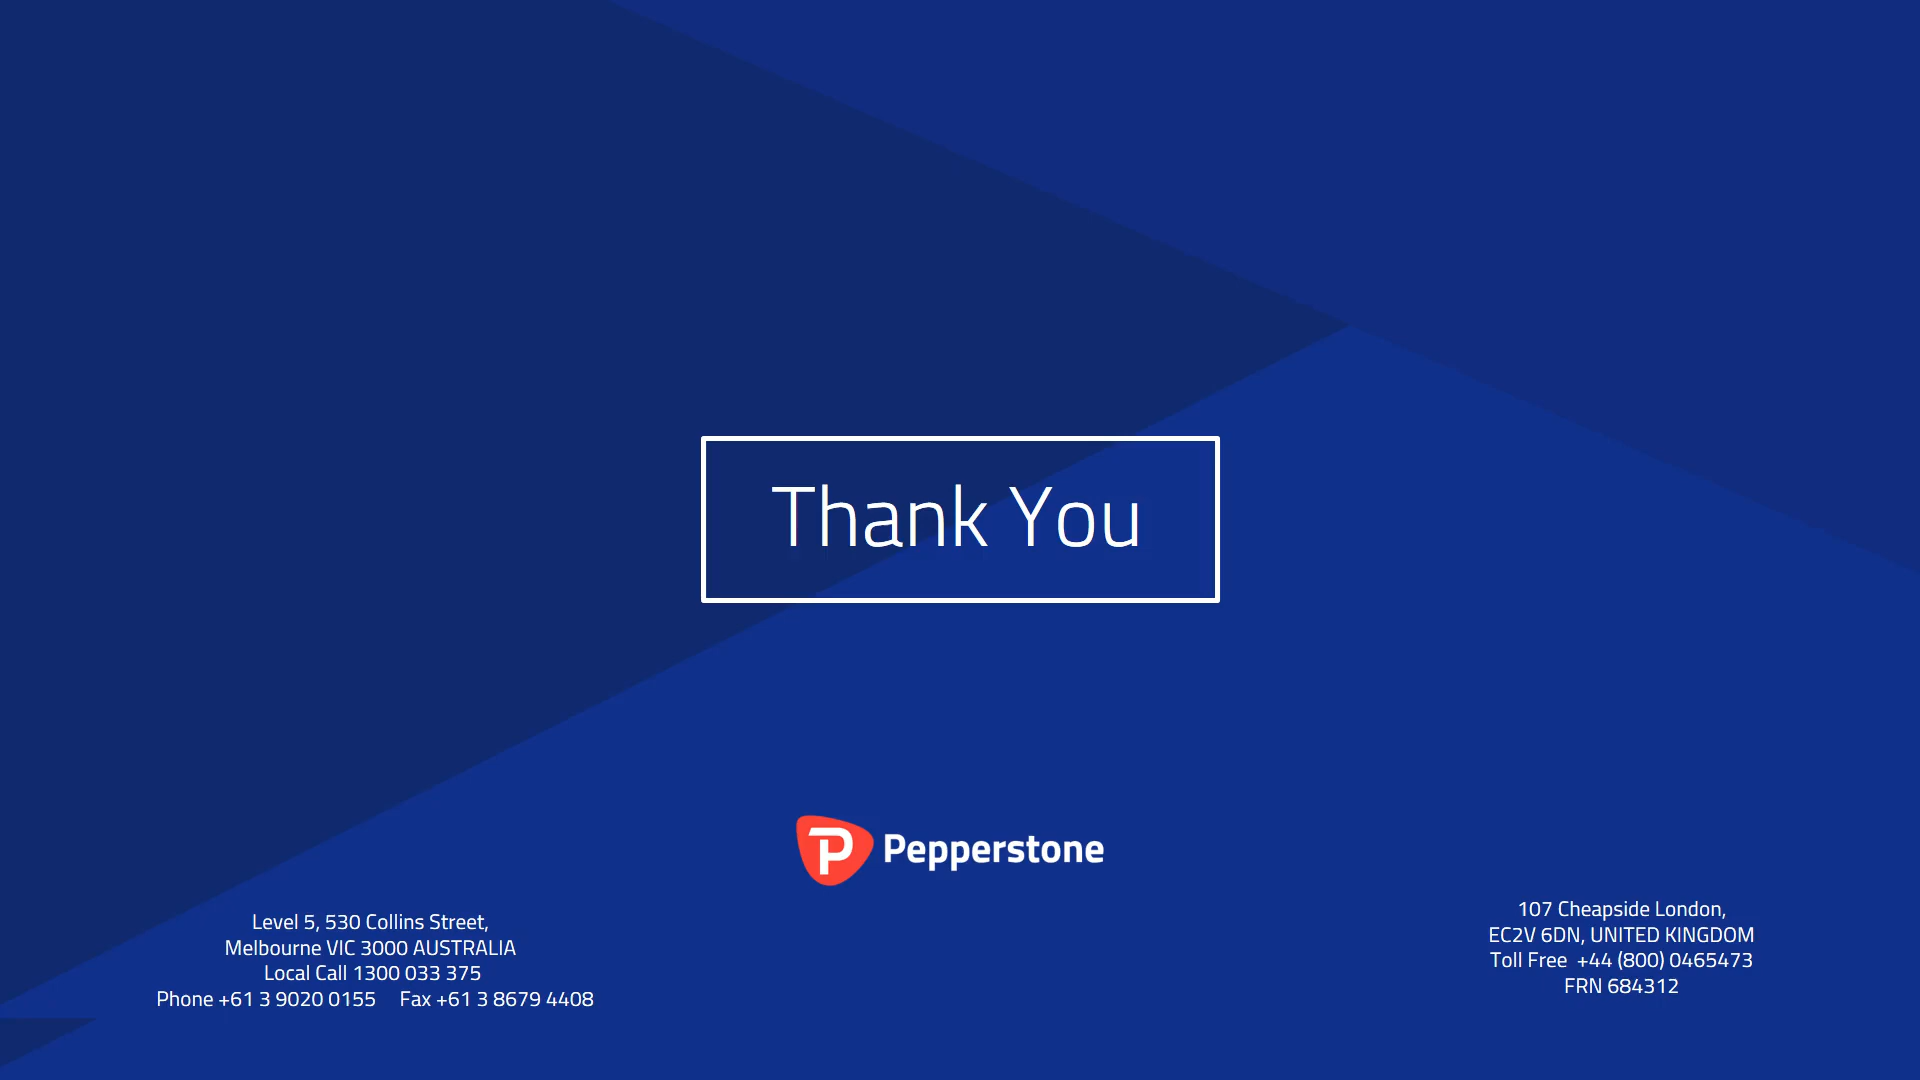 Thank You
Pepperstone
Level 5, 530 Collins Street,
Melbourne VIC 3000 AUSTRALIA
Local Call 1300 033 375
Phone +61 3 9020 0155 Fax +61 3 8679 4408
107 Cheapside London,
EC2V 6DN, UNITED KINGDOM
Toll Free +44 (800) 0465473
FRN 684312